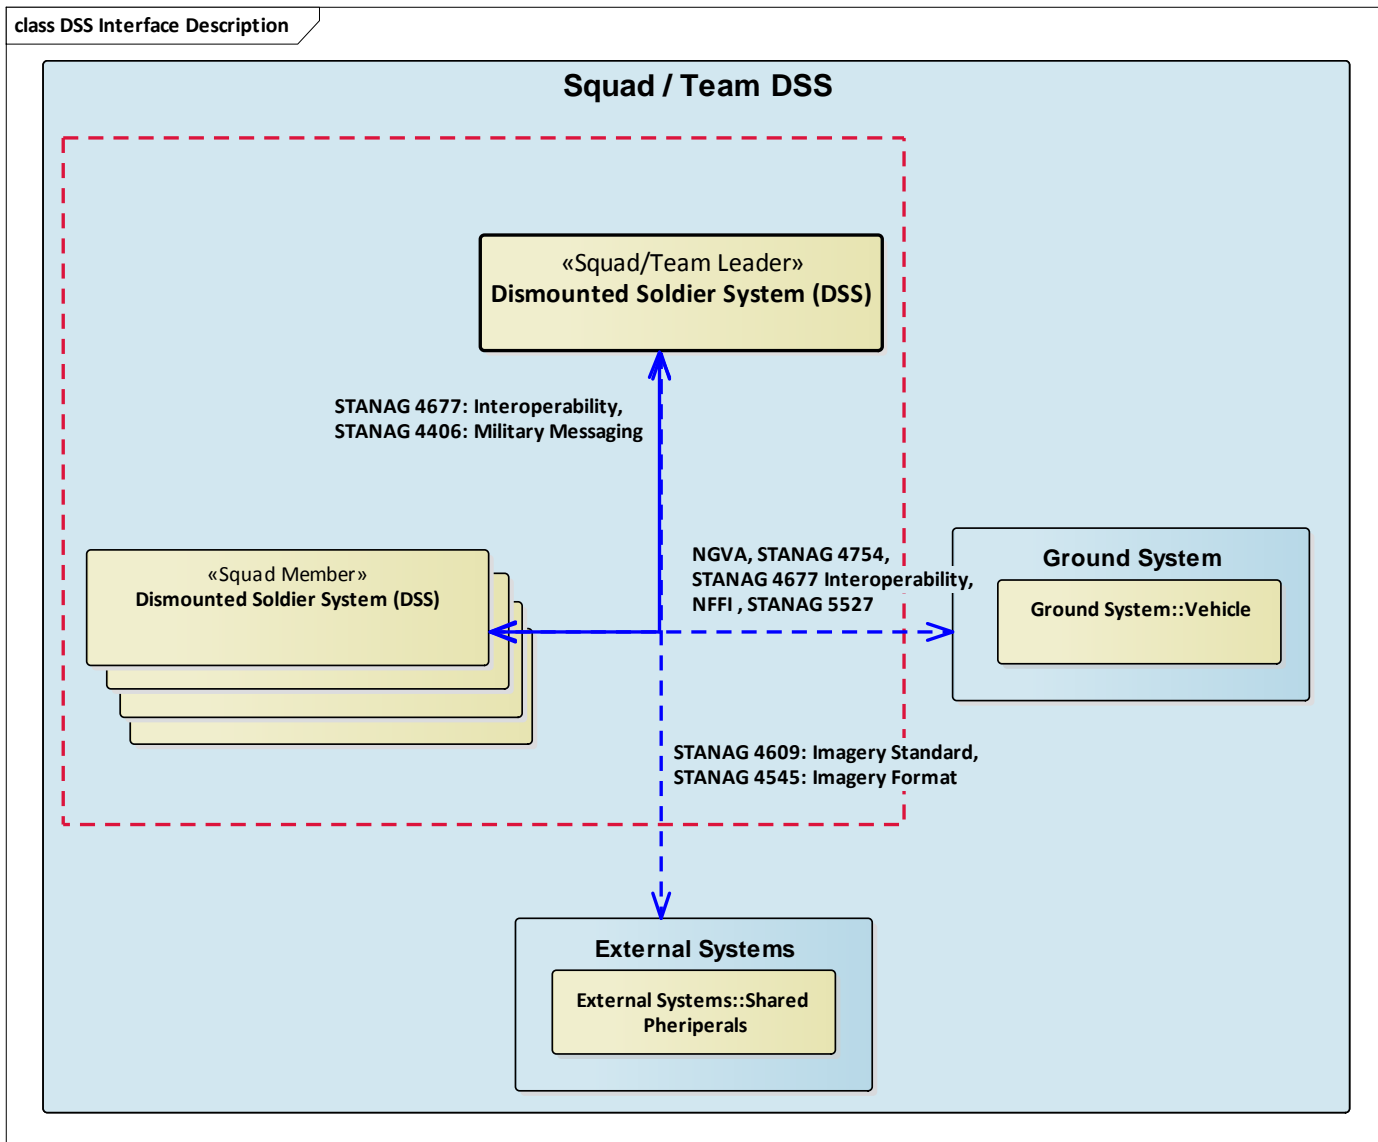 class DSS Interface Description
Squad / Team DSS
«Squad/Team Leader»
Dismounted Soldier System (DSS)
STANAG 4677: Interoperability,
STANAG 4406: Military Messaging
«Squad Member»
Dismounted Soldier System (DSS)
NGVA, STANAG 4754,
STANAG 4677 Interoperability,
NFFI , STANAG 5527
Ground System
Ground System::Vehicle
STANAG 4609: Imagery Standard,
STANAG 4545: Imagery Format
External Systems
External Systems::Shared
Pheriperals